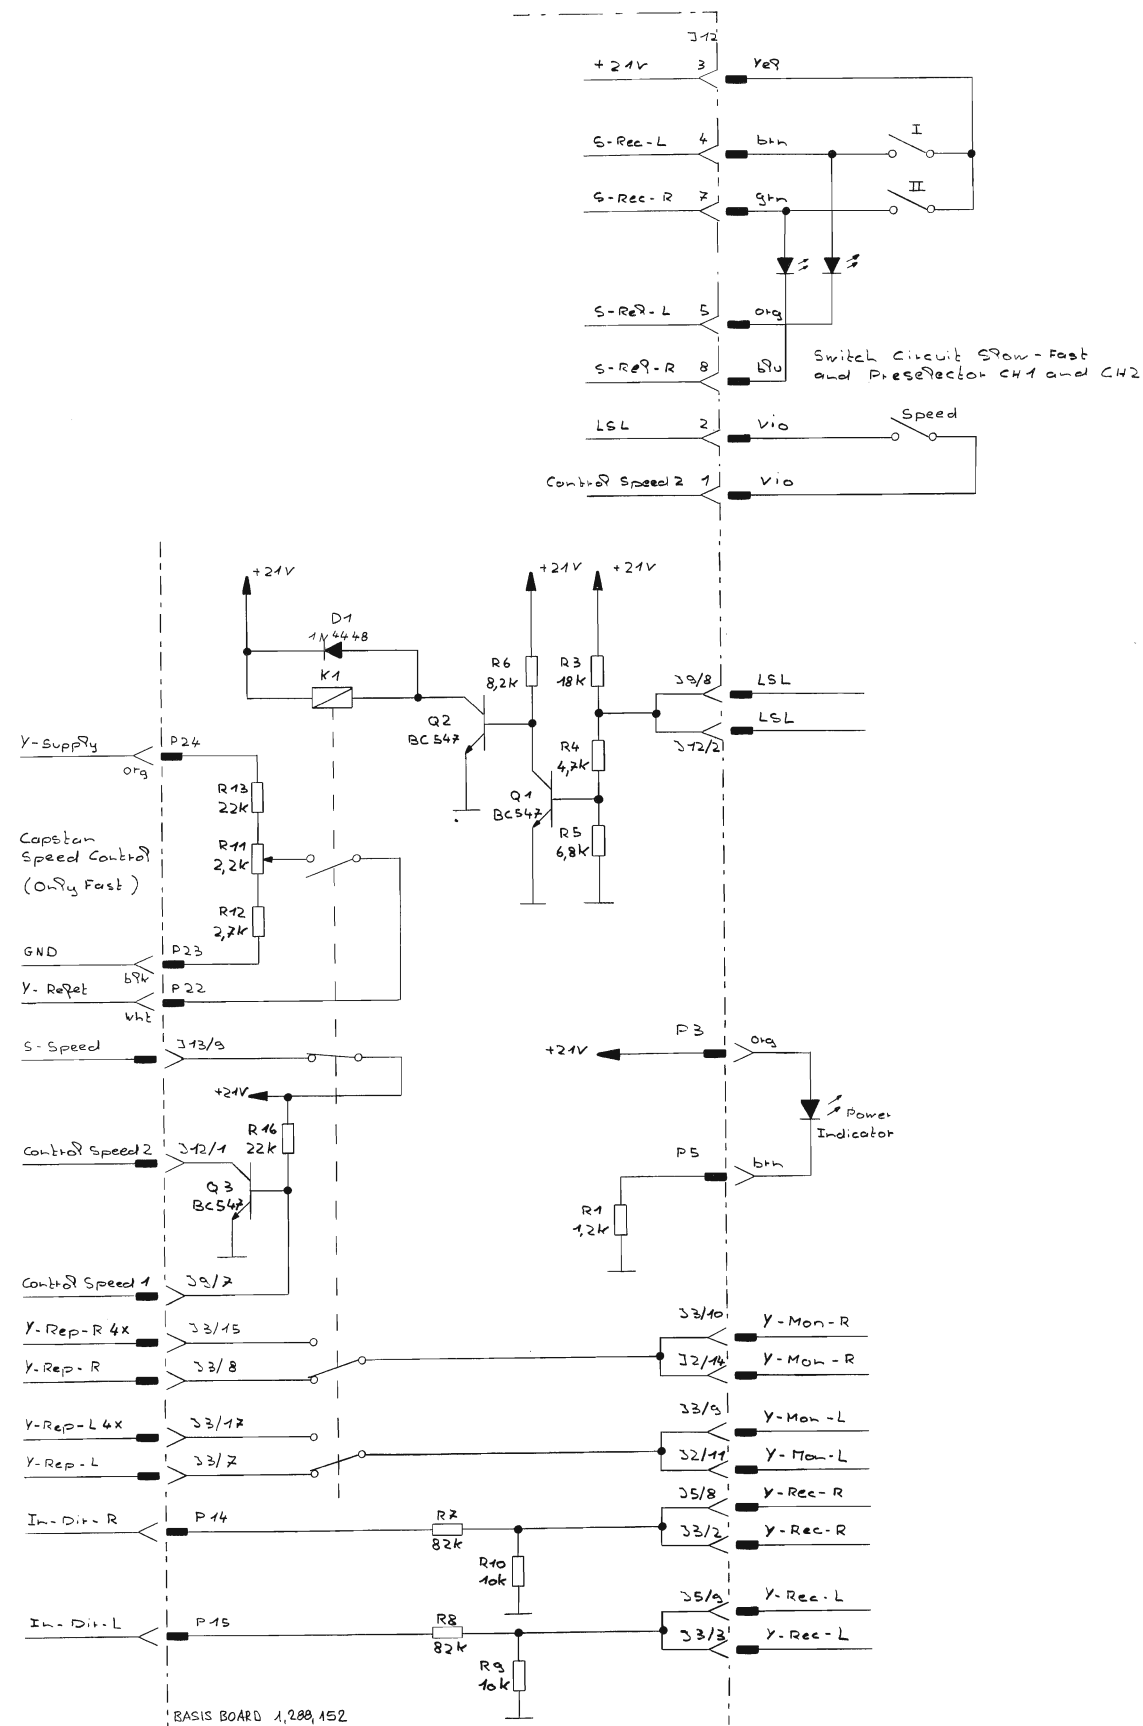 J12
+21V 3 Yel
S-Rec-L 4 brn I
S-Rec-R 7 grn II
S-Rel-L 5 org
S-Rel-R 8 blu
Switch Circuit Slow-Fast
and Preselector CH1 and CH2
LSL 2 vio Speed
Control Speed 2 1 vio
+21V
+21V
+21V
D1
1N4448
K1
R6
8,2k
R3
18k
J9/8 LSL
Q2
BC547
LSL
J12/2
Y-Supply P24
org
R4
4,7k
R13
22k
Q1
BC547
R5
6,8k
Capstan
Speed Control
(Only Fast)
R11
2,2k
R12
2,7k
GND P23
blk
Y-Refet P22
wht
S-Speed J13/9
+21V P3 org
+21V
Power
Indicator
R16
22k
Control Speed 2 J12/1
P5 brn
Q3
BC547
R1
1,2k
Control Speed 1 J9/7
Y-Rep-R 4x J3/15
J3/10 Y-Mon-R
Y-Rep-R J3/8
J2/14 Y-Mon-R
Y-Rep-L 4x J3/17
J3/9 Y-Mon-L
Y-Rep-L J3/7
J2/11 Y-Mon-L
J5/8 Y-Rec-R
In-Dir-R P14 R7
82k
J3/2 Y-Rec-R
R10
10k
J5/9 Y-Rec-L
In-Dir-L P15 R8
82k
J3/3 Y-Rec-L
R9
10k
BASIS BOARD 1,288,152